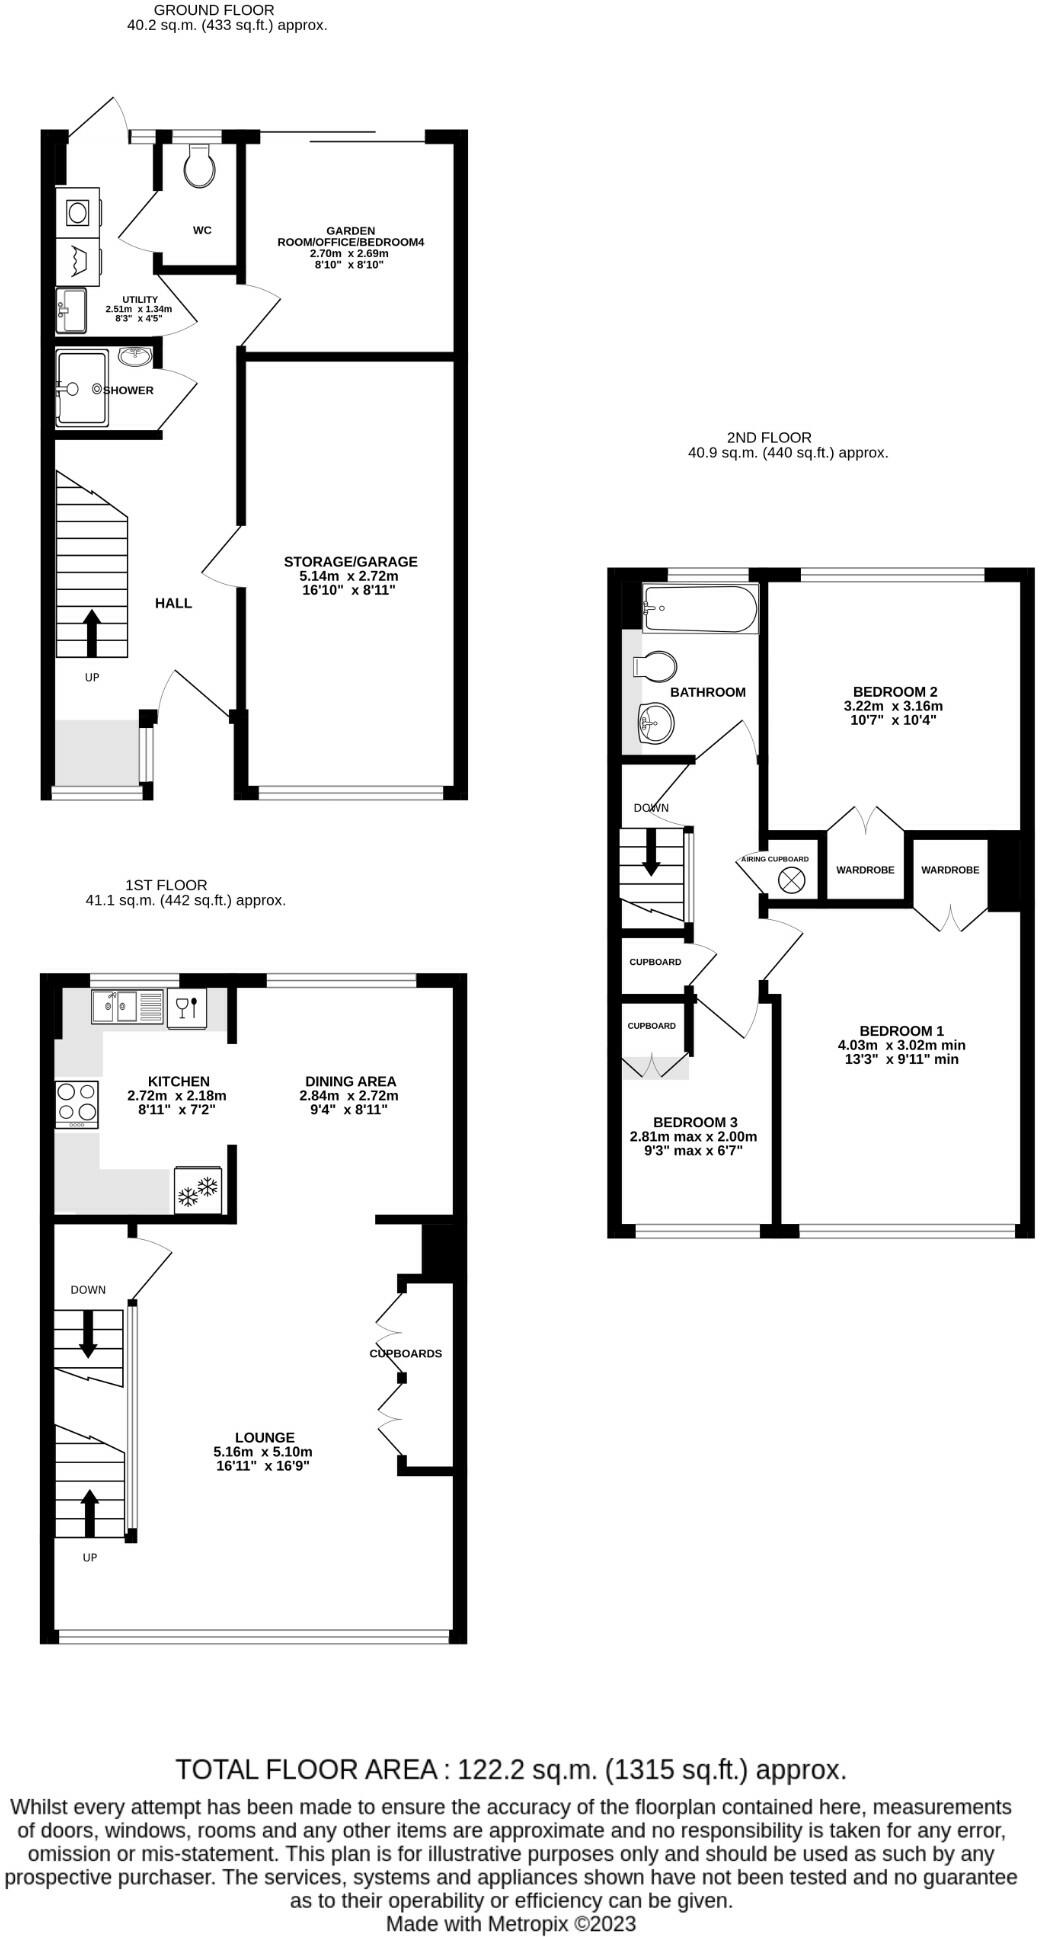 GROUND FLOOR
40.2 sq.m. (433 sq.ft.) approx.
WC
GARDEN
ROOM/OFFICE/BEDROOM4
2.70m x 2.69m
8'10" x 8'10"
UTILITY
2.51m x 1.34m
8'3" x 4'5"
SHOWER
STORAGE/GARAGE
5.14m x 2.72m
16'10" x 8'11"
HALL
UP
2ND FLOOR
40.9 sq.m. (440 sq.ft.) approx.
BATHROOM
BEDROOM 2
3.22m x 3.16m
10'7" x 10'4"
DOWN
AIRING CUPBOARD
WARDROBE
WARDROBE
CUPBOARD
CUPBOARD
BEDROOM 1
4.03m x 3.02m min
13'3" x 9'11" min
BEDROOM 3
2.81m max x 2.00m
9'3" max x 6'7"
1ST FLOOR
41.1 sq.m. (442 sq.ft.) approx.
KITCHEN
2.72m x 2.18m
8'11" x 7'2"
DINING AREA
2.84m x 2.72m
9'4" x 8'11"
DOWN
CUPBOARDS
LOUNGE
5.16m x 5.10m
16'11" x 16'9"
UP
TOTAL FLOOR AREA : 122.2 sq.m. (1315 sq.ft.) approx.
Whilst every attempt has been made to ensure the accuracy of the floorplan contained here, measurements
of doors, windows, rooms and any other items are approximate and no responsibility is taken for any error,
omission or mis-statement. This plan is for illustrative purposes only and should be used as such by any
prospective purchaser. The services, systems and appliances shown have not been tested and no guarantee
as to their operability or efficiency can be given.
Made with Metropix ©2023